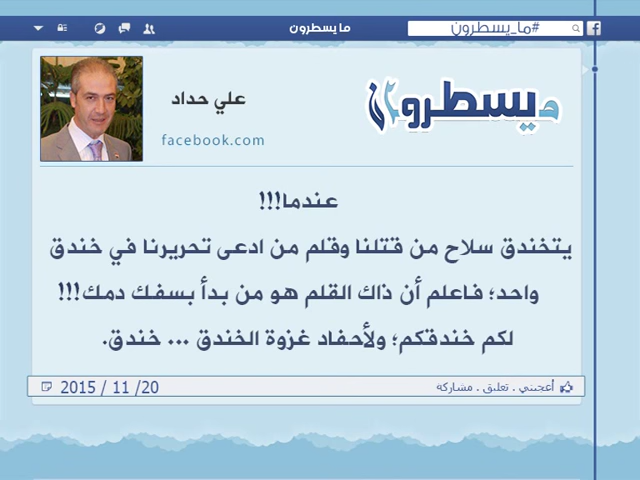 #ما_يسطرون
ما يسطرون
ما يسطرون
علي حداد
facebook.com
عندما!!!
يتخندق سلاح من قتلنا وقلم من ادعى تحريرنا في خندق
واحد؛ فاعلم أن ذاك القلم هو من بدأ بسفك دمك!!!
لكم خندقكم؛ ولأحفاد غزوة الخندق ... خندق.
أعجبني . تعليق . مشاركة
2015 / 11 /20